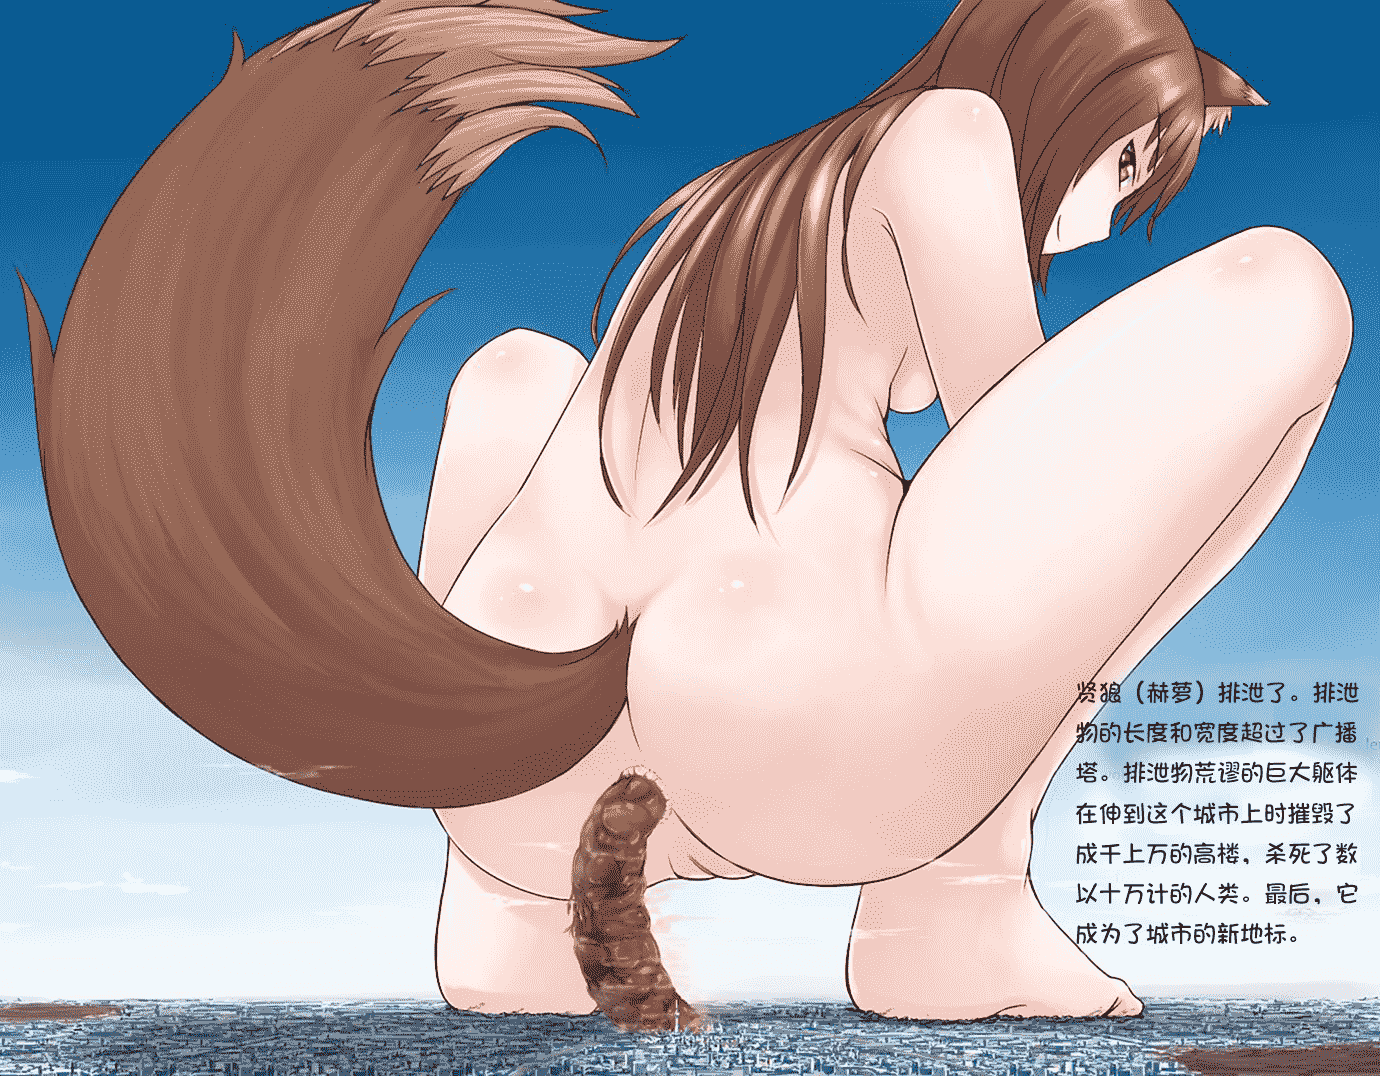 贤狼（赫萝）排泄了。排泄
物的长度和宽度超过了广播
塔。排泄物荒谬的巨大躯体
在伸到这个城市上时摧毁了
成千上万的高楼，杀死了数
以十万计的人类。最后，它
成为了城市的新地标。